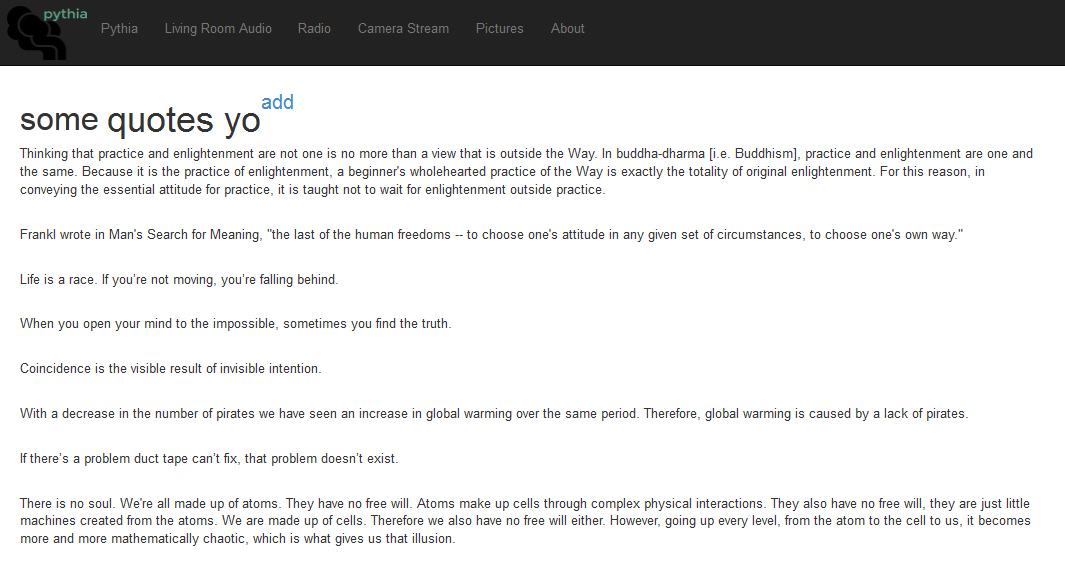 pythia
Pythia Living Room Audio Radio Camera Stream Pictures About
some quotes yo add
Thinking that practice and enlightenment are not one is no more than a view that is outside the Way. In buddha-dharma [i.e. Buddhism], practice and enlightenment are one and
the same. Because it is the practice of enlightenment, a beginner's wholehearted practice of the Way is exactly the totality of original enlightenment. For this reason, in
conveying the essential attitude for practice, it is taught not to wait for enlightenment outside practice.
Frankl wrote in Man's Search for Meaning, "the last of the human freedoms -- to choose one's attitude in any given set of circumstances, to choose one's own way."
Life is a race. If you’re not moving, you’re falling behind.
When you open your mind to the impossible, sometimes you find the truth.
Coincidence is the visible result of invisible intention.
With a decrease in the number of pirates we have seen an increase in global warming over the same period. Therefore, global warming is caused by a lack of pirates.
If there’s a problem duct tape can’t fix, that problem doesn’t exist.
There is no soul. We're all made up of atoms. They have no free will. Atoms make up cells through complex physical interactions. They also have no free will, they are just little
machines created from the atoms. We are made up of cells. Therefore we also have no free will either. However, going up every level, from the atom to the cell to us, it becomes
more and more mathematically chaotic, which is what gives us that illusion.